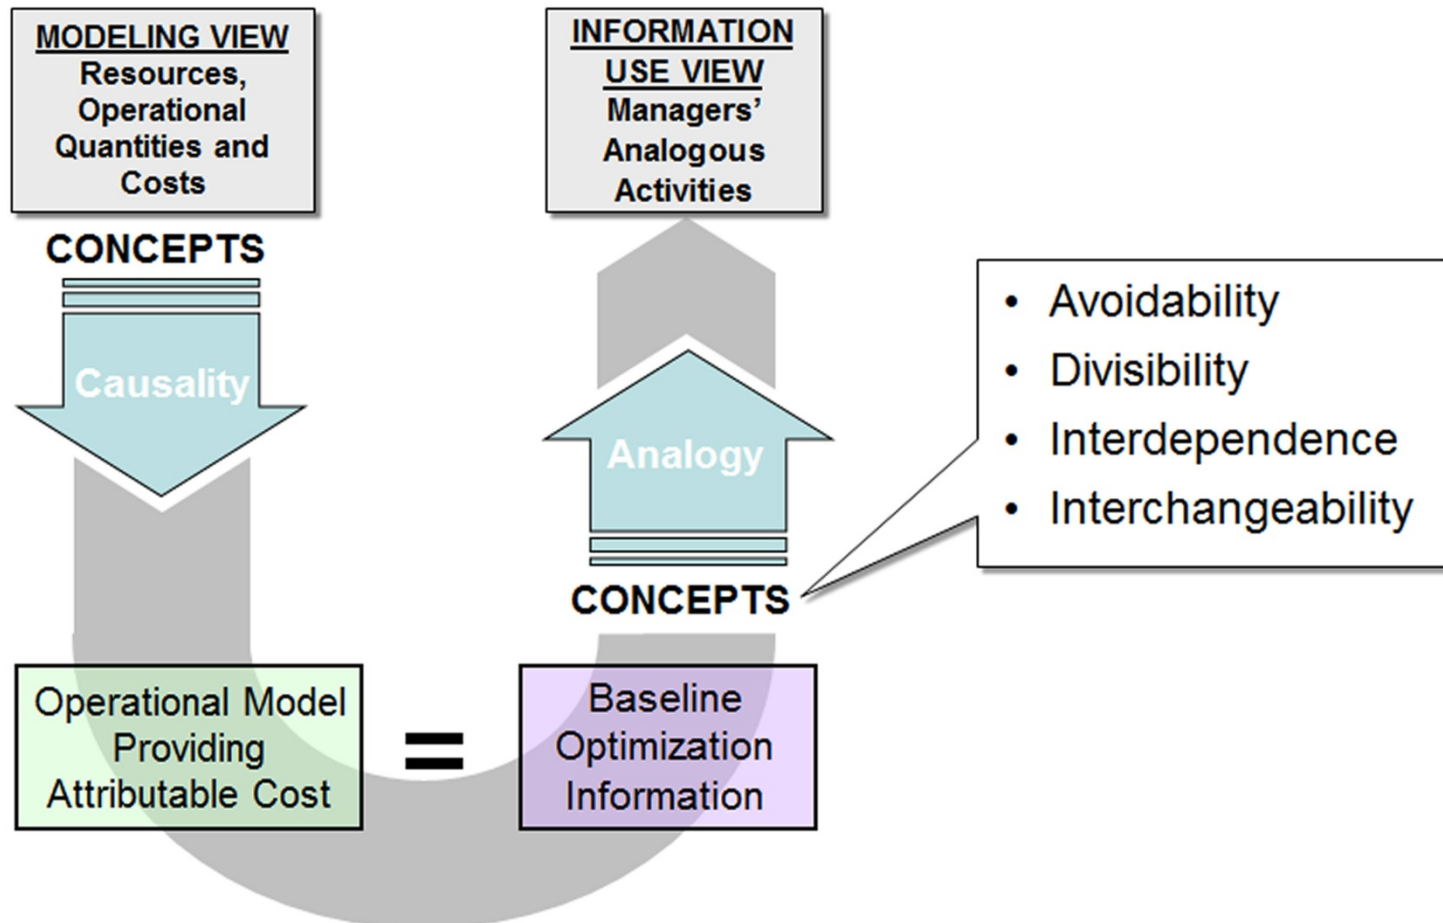 MODELING VIEW
Resources,
Operational
Quantities and
Costs
CONCEPTS
Causality
Operational Model
Providing
Attributable Cost
=
INFORMATION
USE VIEW
Managers’
Analogous
Activities
Analogy
CONCEPTS
Baseline
Optimization
Information
• Avoidability
• Divisibility
• Interdependence
• Interchangeability